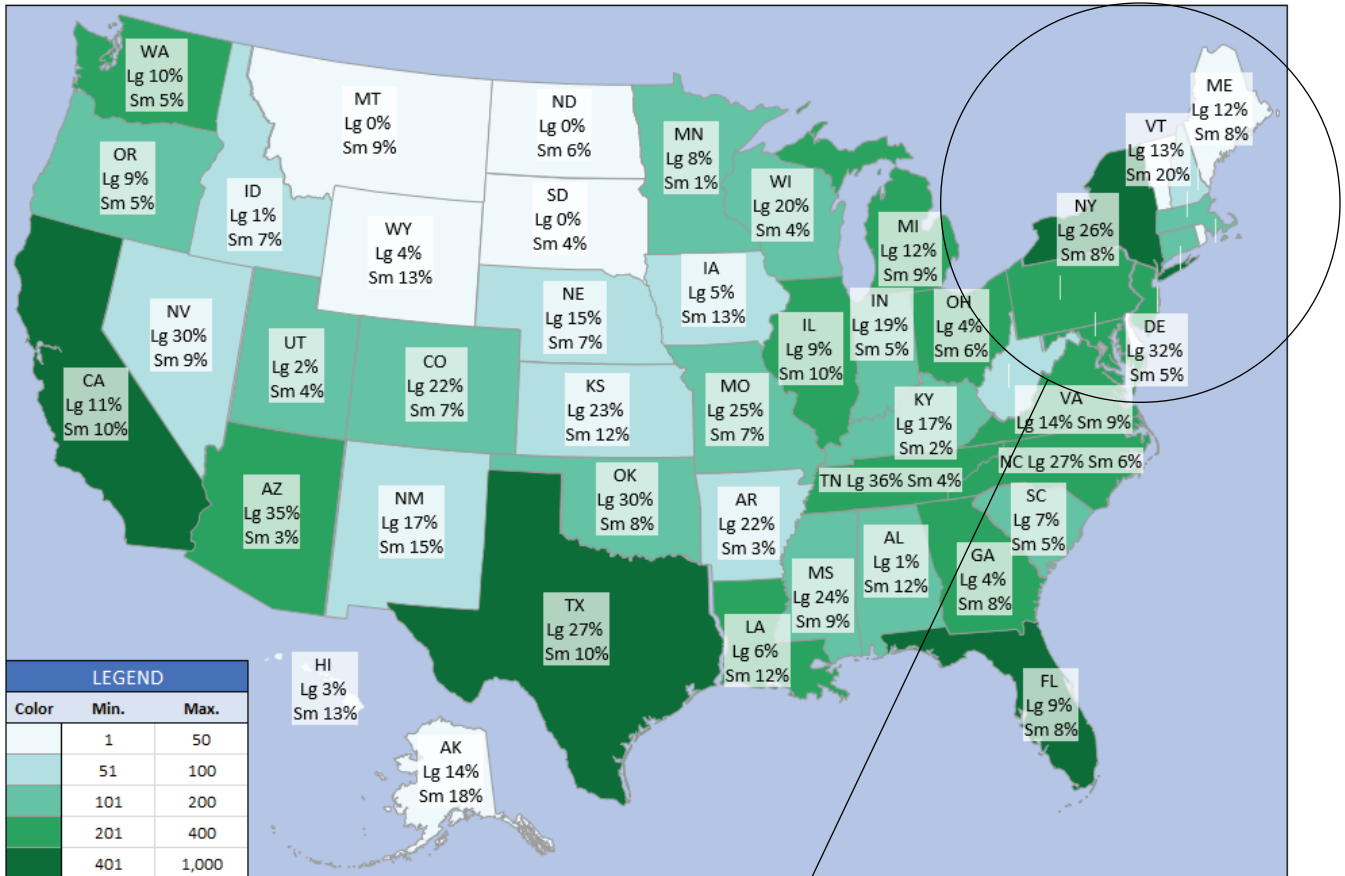 WA
Lg 10%
Sm 5%
OR
Lg 9%
Sm 5%
ID
Lg 1%
Sm 7%
MT
Lg 0%
Sm 9%
ND
Lg 0%
Sm 6%
SD
Lg 0%
Sm 4%
MN
Lg 8%
Sm 1%
WI
Lg 20%
Sm 4%
MI
Lg 12%
Sm 9%
NY
Lg 26%
Sm 8%
VT
Lg 13%
Sm 20%
ME
Lg 12%
Sm 8%
WY
Lg 4%
Sm 13%
NE
Lg 15%
Sm 7%
IA
Lg 5%
Sm 13%
IL
Lg 9%
Sm 10%
IN
Lg 19%
Sm 5%
OH
Lg 4%
Sm 6%
DE
Lg 32%
Sm 5%
CA
Lg 11%
Sm 10%
NV
Lg 30%
Sm 9%
UT
Lg 2%
Sm 4%
CO
Lg 22%
Sm 7%
KS
Lg 23%
Sm 12%
MO
Lg 25%
Sm 7%
KY
Lg 17%
Sm 2%
VA
Lg 14% Sm 9%
NC Lg 27% Sm 6%
TN Lg 36% Sm 4%
AZ
Lg 35%
Sm 3%
NM
Lg 17%
Sm 15%
OK
Lg 30%
Sm 8%
AR
Lg 22%
Sm 3%
MS
Lg 24%
Sm 9%
AL
Lg 1%
Sm 12%
GA
Lg 4%
Sm 8%
SC
Lg 7%
Sm 5%
TX
Lg 27%
Sm 10%
LA
Lg 6%
Sm 12%
FL
Lg 9%
Sm 8%
HI
Lg 3%
Sm 13%
AK
Lg 14%
Sm 18%
LEGEND
Color Min. Max.
1 50
51 100
101 200
201 400
401 1,000